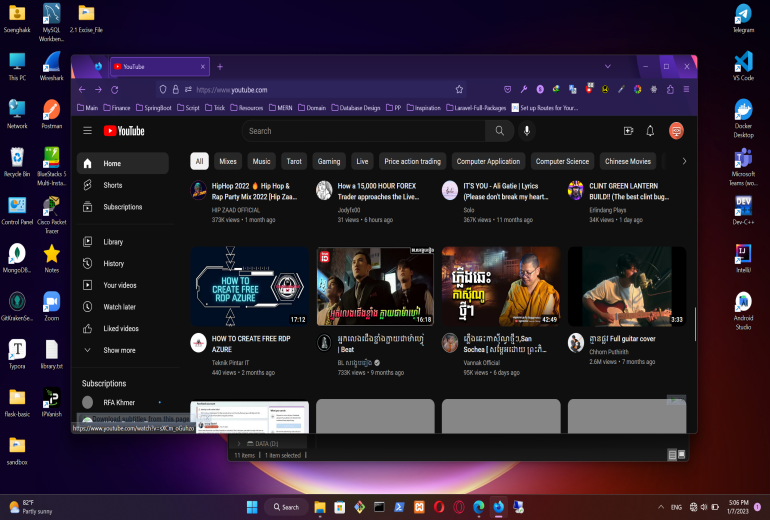 Soenghakk
MySQL Workben...
2.1 Excise_File
Telegram
This PC
Wireshark
VS Code
Network
Postman
Docker Desktop
Recycle Bin
BlueStacks 5 Multi-Insta...
Microsoft Teams (wo...
Control Panel
Cisco Packet Tracer
Dev-C++
MongoDB...
Notes
IntelliJ
GitKrakenSe...
Zoom
Android Studio
Typora
library.txt
flask-basic
IPVanish
sandbox
YouTube
https://www.youtube.com
Main
Finance
SpringBoot
Script
Trick
Resources
MERN
Domain
Database Design
PP
Inspiration
Laravel-Full-Packages
Set up Routes for Your...
YouTube
Search
Home
Shorts
Subscriptions
Library
History
Your videos
Watch later
Liked videos
Show more
Subscriptions
RFA Khmer
All
Mixes
Music
Tarot
Gaming
Live
Price action trading
Computer Application
Computer Science
Chinese Movies
HipHop 2022 🔥 Hip Hop &
Rap Party Mix 2022 [Hip Zaa...
HIP ZAAD OFFICIAL
373K views • 1 month ago
How a 15,000 HOUR FOREX
Trader approaches the Live...
Jodyfx00
31 views • 6 hours ago
IT'S YOU - Ali Gatie | Lyrics
(Please don't break my heart...
Solo
367K views • 11 months ago
CLINT GREEN LANTERN
BUILD!! (The best clint bug...
Erlindang Plays
34K views • 1 day ago
HOW TO
CREATE FREE
RDP AZURE
17:12
16:18
42:49
3:33
HOW TO CREATE FREE RDP
AZURE
Teknik Pintar IT
440 views • 2 months ago
| Beat
733K views • 9 months ago
Vannak Official
95K views • 6 days ago
Full guitar cover
Chhorn Puthirith
2.6M views • 7 months ago
Download subtitles from this page
https://www.youtube.com/watch?v=sXCm_oGuhzo
DATA (D:)
11 items
1 item selected
82°F
Partly sunny
Search
ENG
5:06 PM
1/7/2023